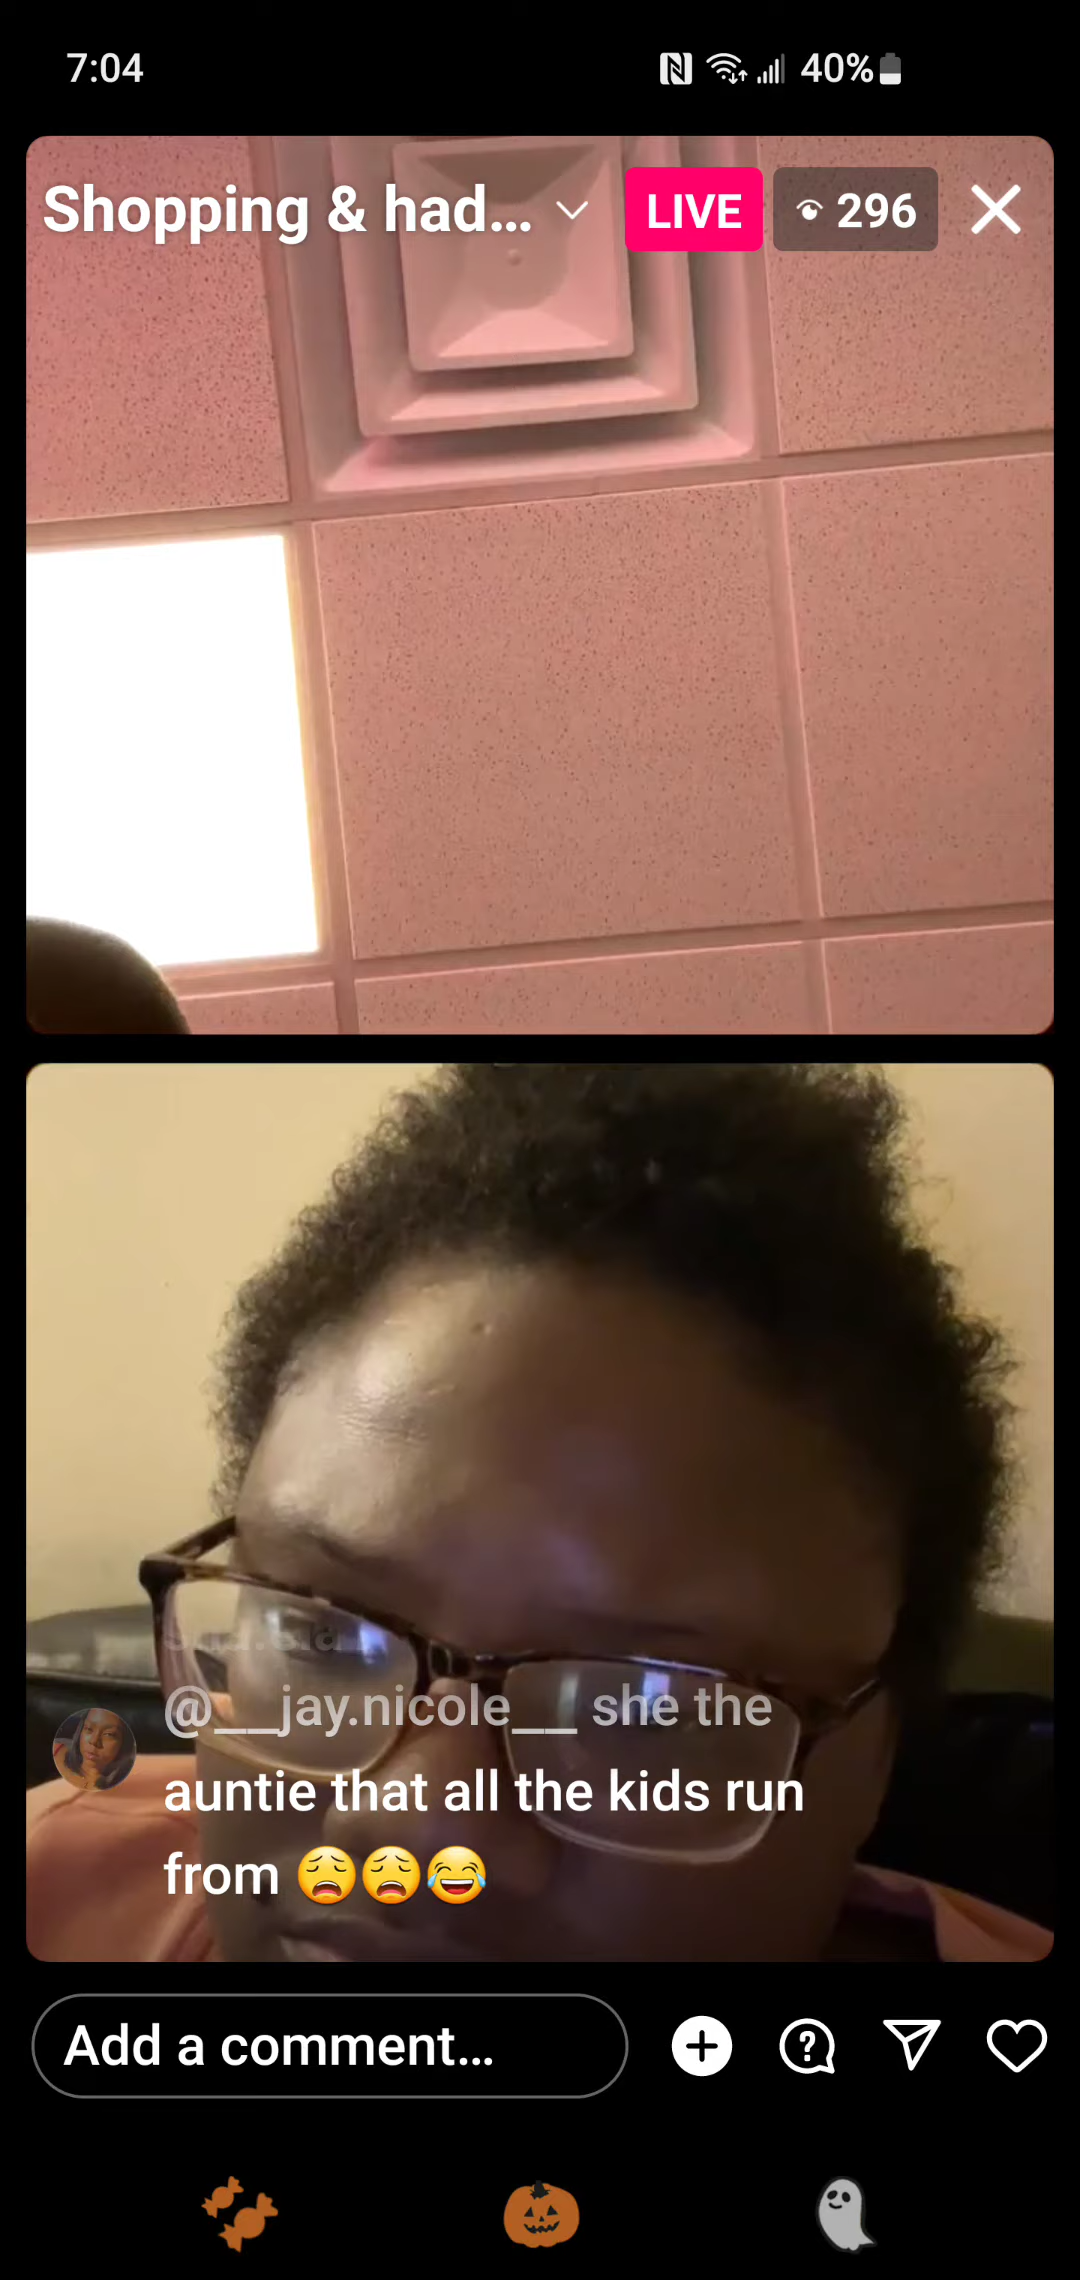 7:04 40%
Shopping & had... LIVE 296
@__jay.nicole__ she the
auntie that all the kids run
from 😩😩😂
Add a comment...